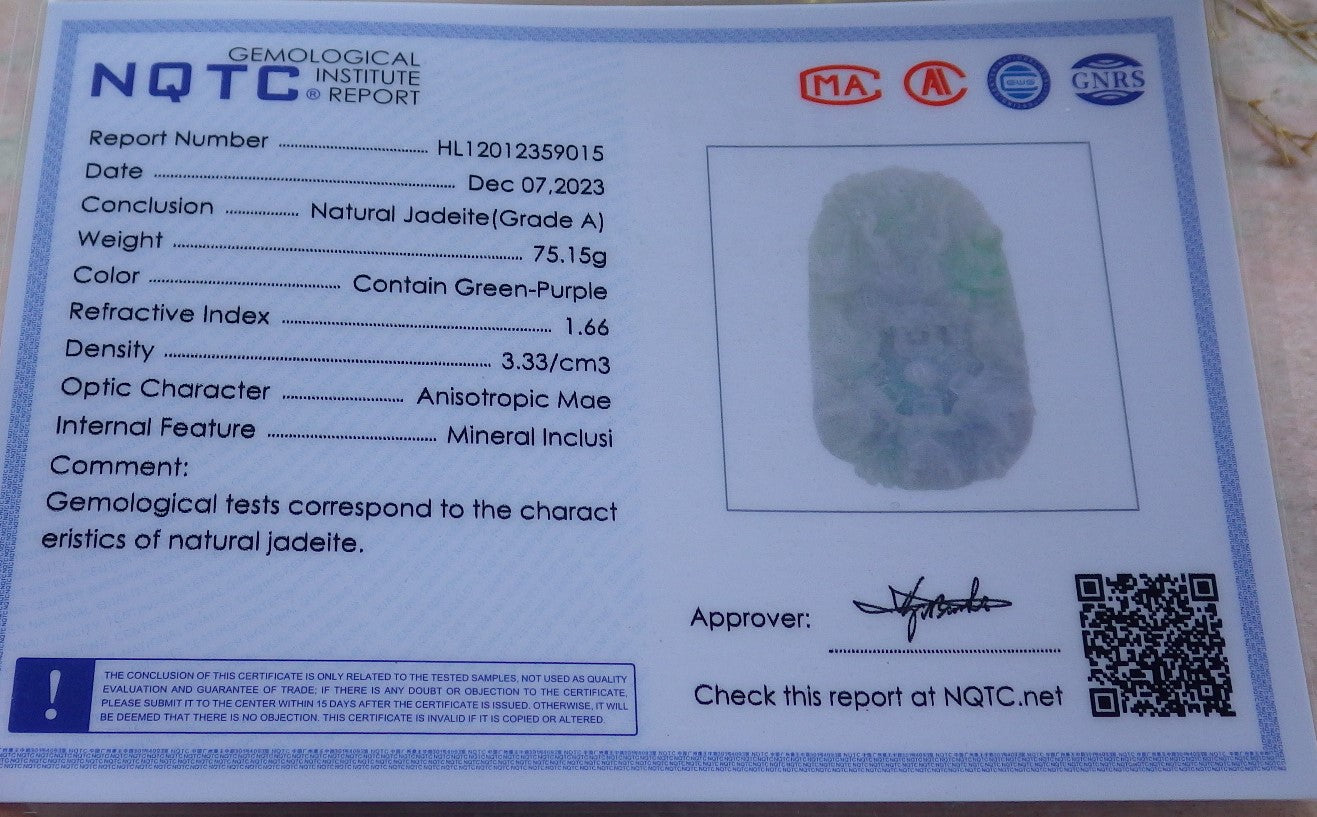 GEMOLOGICAL
NQTC INSTITUTE
® REPORT
MA
AL
CWS
GNRS
Report Number ........ HL12012359015
Date ........ Dec 07,2023
Conclusion ........ Natural Jadeite(Grade A)
Weight ........ 75.15g
Color ........ Contain Green-Purple
Refractive Index ........ 1.66
Density ........ 3.33/cm3
Optic Character ........ Anisotropic Mae
Internal Feature ........ Mineral Inclusi
Comment:
Gemological tests correspond to the charact
eristics of natural jadeite.
Approver:
Check this report at NQTC.net
!
THE CONCLUSION OF THIS CERTIFICATE IS ONLY RELATED TO THE TESTED SAMPLES, NOT USED AS QUALITY
EVALUATION AND GUARANTEE OF TRADE; IF THERE IS ANY DOUBT OR OBJECTION TO THE CERTIFICATE,
PLEASE SUBMIT IT TO THE CENTER WITHIN 15 DAYS AFTER THE CERTIFICATE IS ISSUED. OTHERWISE, IT WILL
BE DEEMED THAT THERE IS NO OBJECTION. THIS CERTIFICATE IS INVALID IF IT IS COPIED OR ALTERED.